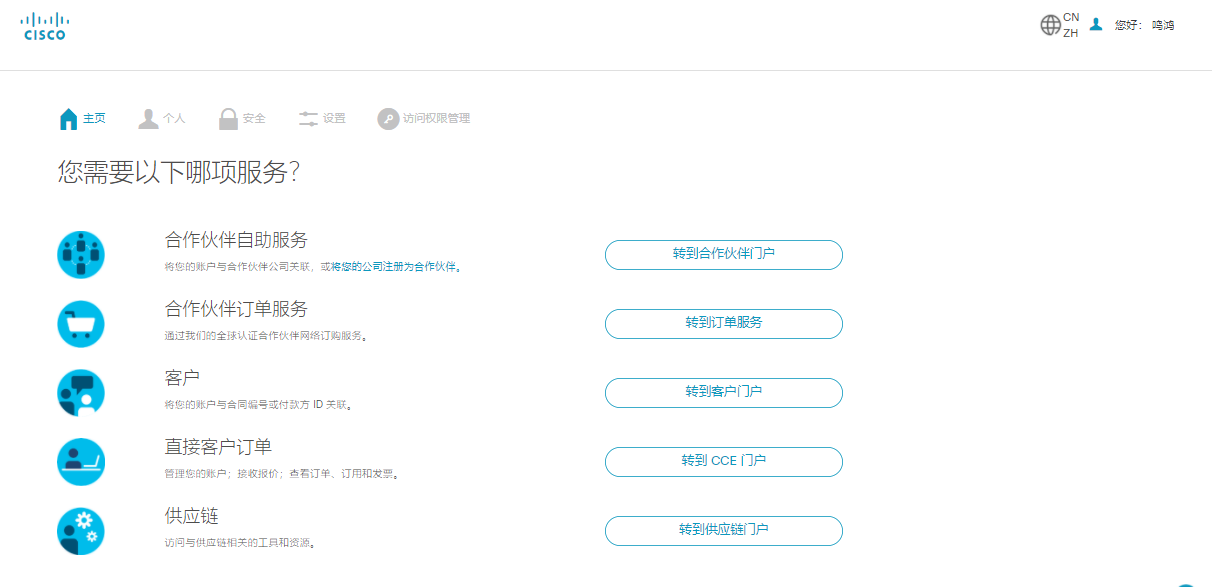 CISCO
CN
ZH
您好： 鸣鸿
主页
个人
安全
设置
访问权限管理
您需要以下哪项服务？
合作伙伴自助服务
将您的账户与合作伙伴公司关联，或将您的公司注册为合作伙伴。
转到合作伙伴门户
合作伙伴订单服务
通过我们的全球认证合作伙伴网络订购服务。
转到订单服务
客户
将您的账户与合同编号或付款方 ID 关联。
转到客户门户
直接客户订单
管理您的账户；接收报价；查看订单、订用和发票。
转到 CCE 门户
供应链
访问与供应链相关的工具和资源。
转到供应链门户